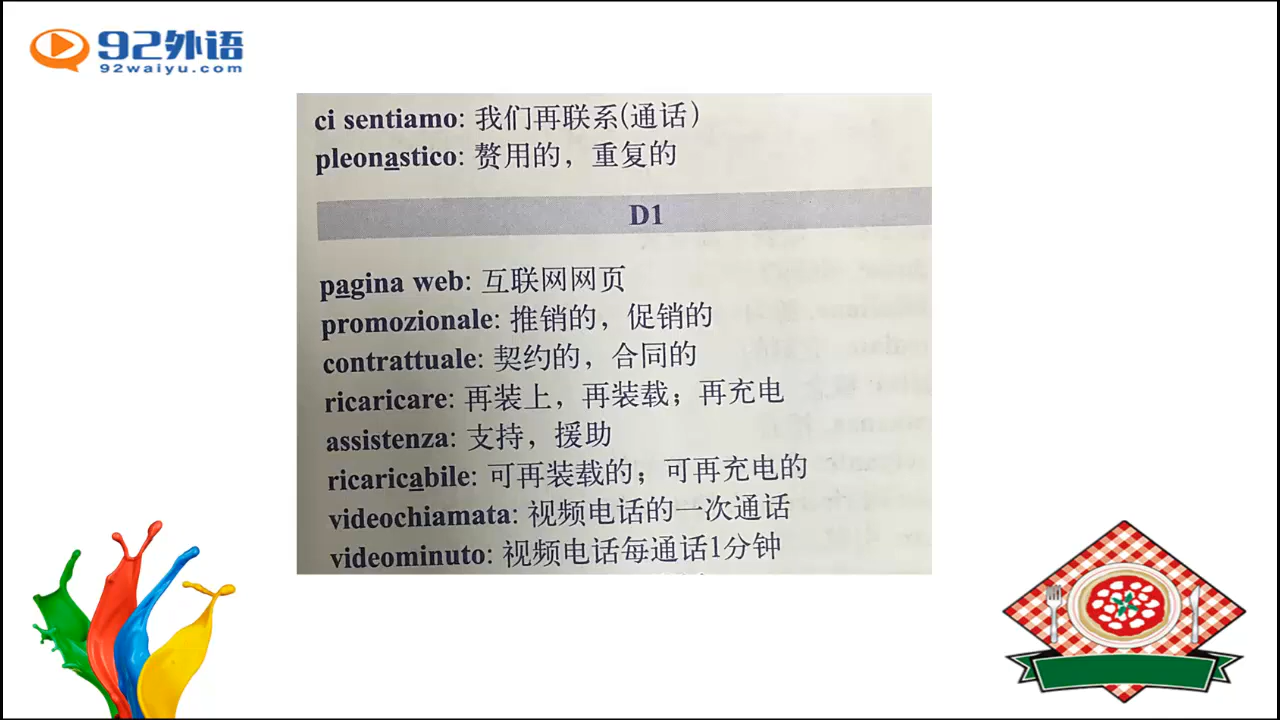 92外语
92waiyu.com
ci sentiamo: 我们再联系(通话)
pleonastico: 赘用的，重复的
D1
pagina web: 互联网网页
promozionale: 推销的，促销的
contrattuale: 契约的，合同的
ricaricare: 再装上，再装载；再充电
assistenza: 支持，援助
ricaricabile: 可再装载的；可再充电的
videochiamata: 视频电话的一次通话
videominuto: 视频电话每通话1分钟